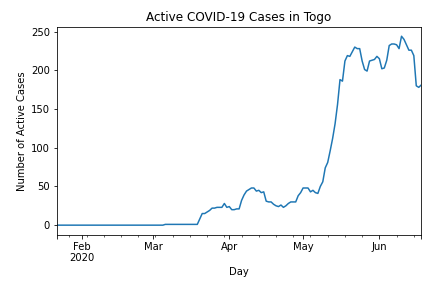 Active COVID-19 Cases in Togo
250
200
150
100
50
0
Number of Active Cases
Feb Mar Apr May Jun
2020
Day